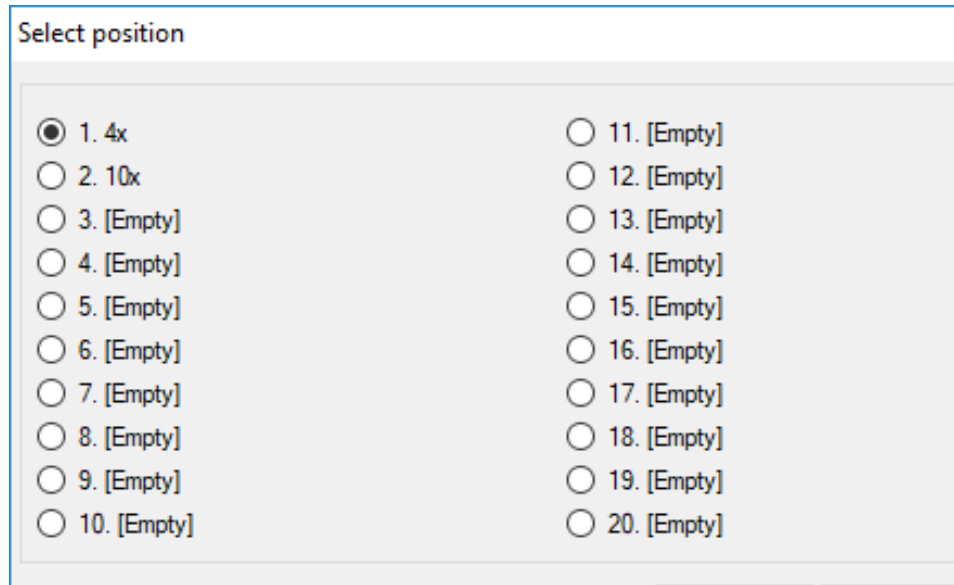 Select position
1. 4x
2. 10x
3. [Empty]
4. [Empty]
5. [Empty]
6. [Empty]
7. [Empty]
8. [Empty]
9. [Empty]
10. [Empty]
11. [Empty]
12. [Empty]
13. [Empty]
14. [Empty]
15. [Empty]
16. [Empty]
17. [Empty]
18. [Empty]
19. [Empty]
20. [Empty]